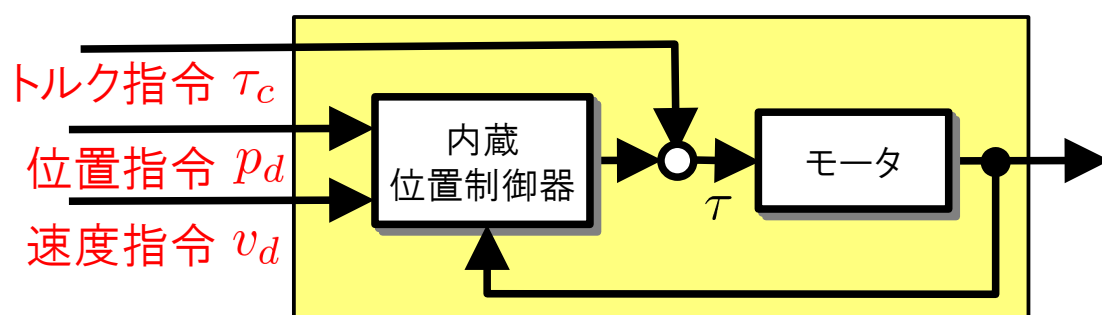 トルク指令 τc
位置指令 pd
速度指令 vd
内蔵
位置制御器
τ
モータ